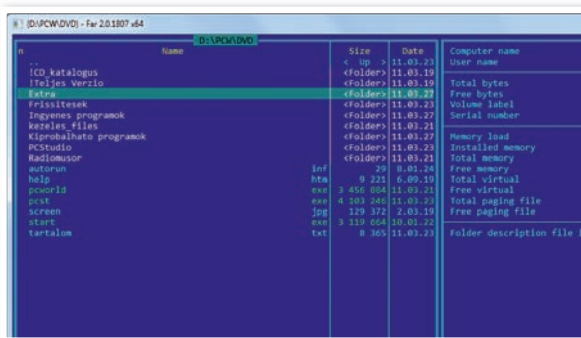 {D:\PCW\DVD} - Far 2.0.1807 x64
D:\PCW\DVD
n Name Size Date
.. < Up > 11.03.23
!CD_katalogus <Folder> 11.03.19
!Teljes Verzio <Folder> 11.03.19
Extra <Folder> 11.03.27
Frissitesek <Folder> 11.03.23
Ingyenes programok <Folder> 11.03.27
kezeles_files <Folder> 11.03.21
Kiprobalhato programok <Folder> 11.03.27
PCStudio <Folder> 11.03.23
Radiomusor <Folder> 11.03.21
autorun inf 29 8.01.24
help htm 9 221 6.09.19
pcworld exe 3 456 084 11.03.21
pcst exe 4 103 246 11.03.23
screen jpg 129 372 2.03.19
start exe 3 119 664 10.01.22
tartalom txt 8 365 11.03.23
Computer name
User name
Total bytes
Free bytes
Volume label
Serial number
Memory load
Installed memory
Total memory
Free memory
Total virtual
Free virtual
Total paging file
Free paging file
Folder description file